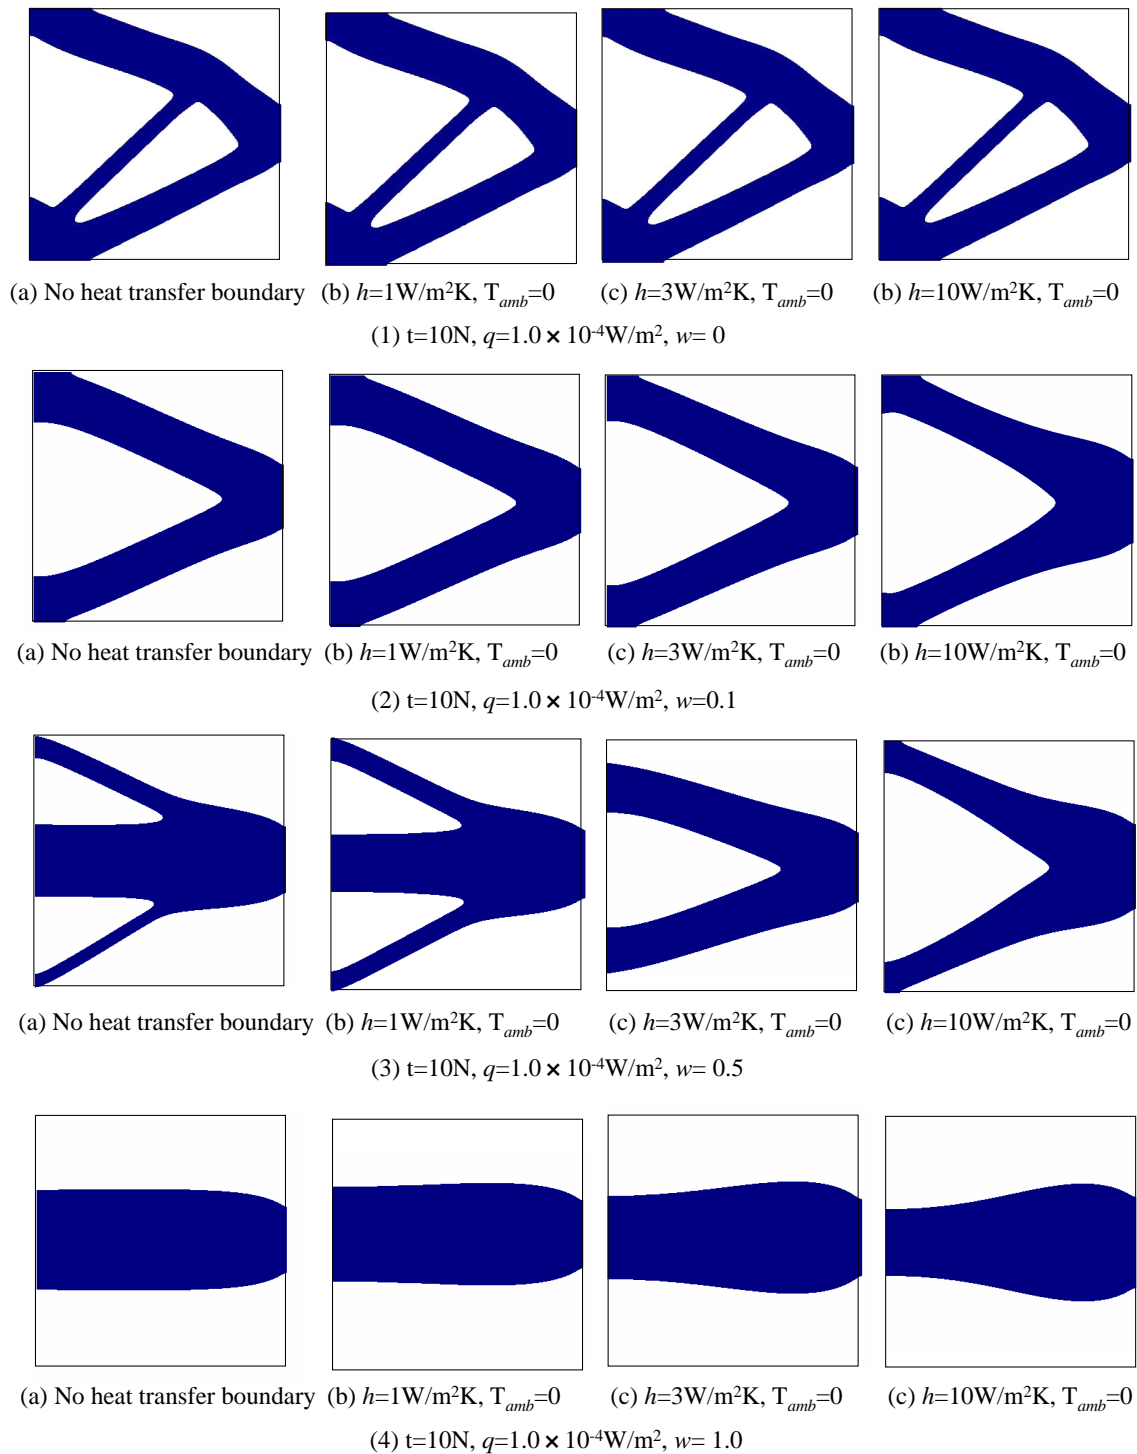 (a) No heat transfer boundary (b) h=1W/m²K, Tamb=0 (c) h=3W/m²K, Tamb=0 (b) h=10W/m²K, Tamb=0
(1) t=10N, q=1.0 × 10⁻⁴W/m², w= 0
(a) No heat transfer boundary (b) h=1W/m²K, Tamb=0 (c) h=3W/m²K, Tamb=0 (b) h=10W/m²K, Tamb=0
(2) t=10N, q=1.0 × 10⁻⁴W/m², w=0.1
(a) No heat transfer boundary (b) h=1W/m²K, Tamb=0 (c) h=3W/m²K, Tamb=0 (c) h=10W/m²K, Tamb=0
(3) t=10N, q=1.0 × 10⁻⁴W/m², w= 0.5
(a) No heat transfer boundary (b) h=1W/m²K, Tamb=0 (c) h=3W/m²K, Tamb=0 (c) h=10W/m²K, Tamb=0
(4) t=10N, q=1.0 × 10⁻⁴W/m², w= 1.0